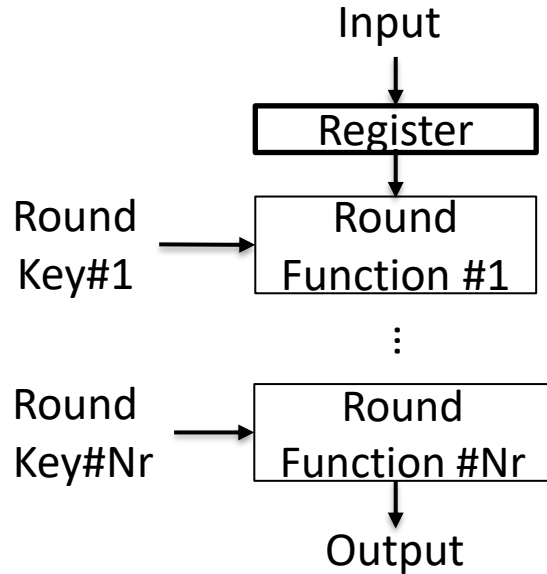 Input
Register
Round
Key#1
Round
Function #1
⋮
Round
Key#Nr
Round
Function #Nr
Output